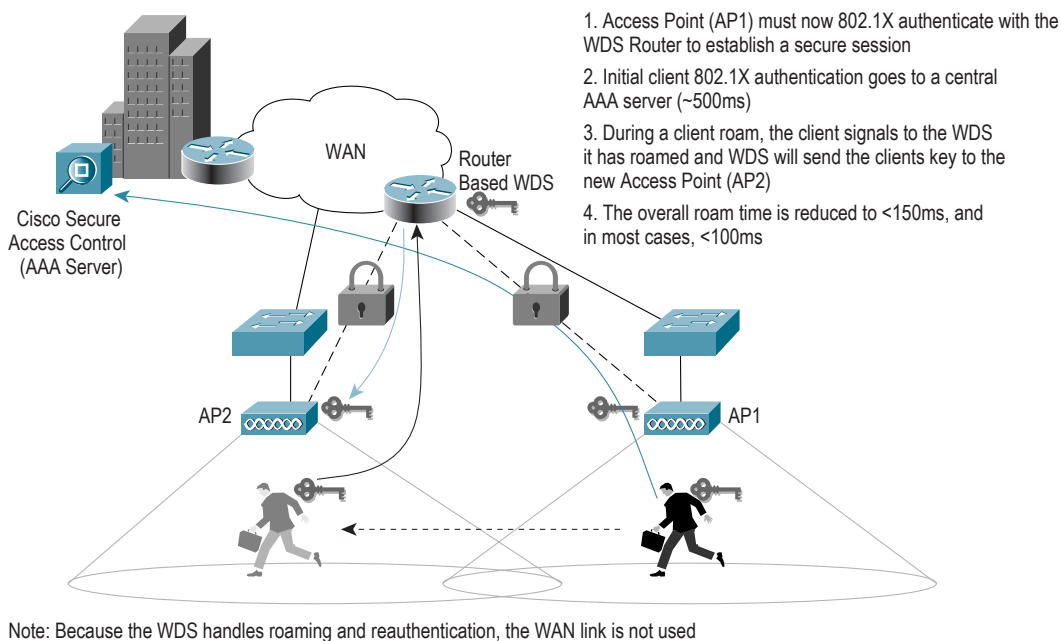 1. Access Point (AP1) must now 802.1X authenticate with the
WDS Router to establish a secure session
2. Initial client 802.1X authentication goes to a central
AAA server (~500ms)
3. During a client roam, the client signals to the WDS
it has roamed and WDS will send the clients key to the
new Access Point (AP2)
4. The overall roam time is reduced to <150ms, and
in most cases, <100ms
WAN
Router
Based WDS
Cisco Secure
Access Control
(AAA Server)
AP2
AP1
Note: Because the WDS handles roaming and reauthentication, the WAN link is not used